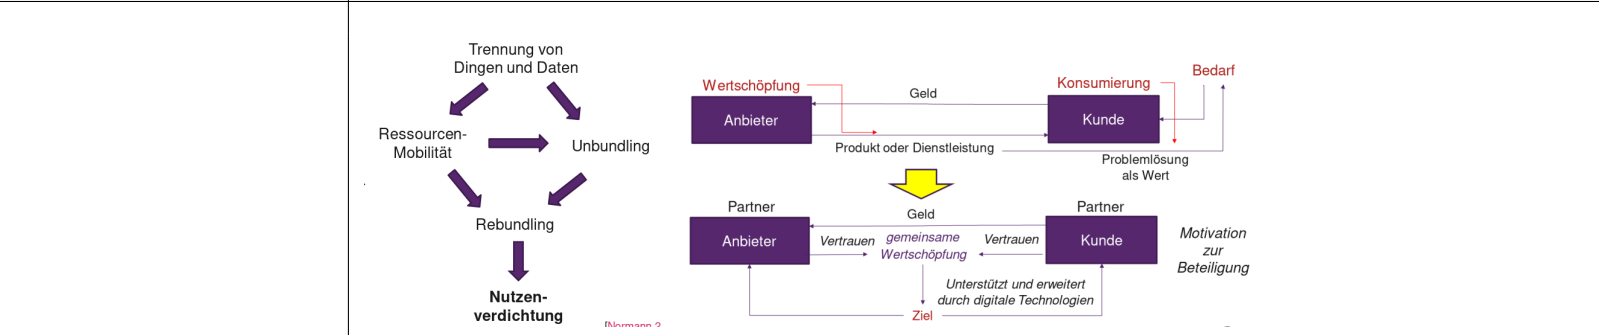 Trennung von
Dingen und Daten
Ressourcen-
Mobilität
Unbundling
Rebundling
Nutzen-
verdichtung
Wertschöpfung
Geld
Konsumierung
Bedarf
Anbieter
Kunde
Produkt oder Dienstleistung
Problemlösung
als Wert
Partner
Geld
Partner
Anbieter
Vertrauen
gemeinsame
Wertschöpfung
Vertrauen
Kunde
Motivation
zur
Beteiligung
Unterstützt und erweitert
durch digitale Technologien
Ziel